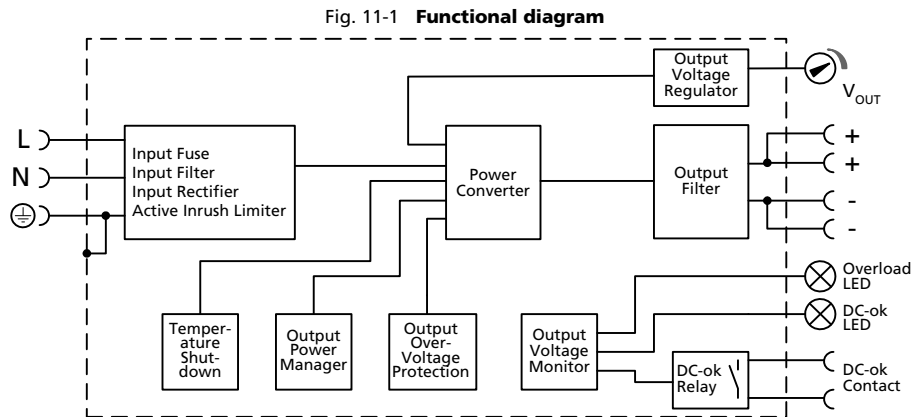 Fig. 11-1 Functional diagram
Output
Voltage
Regulator
V OUT
L
N
Input Fuse
Input Filter
Input Rectifier
Active Inrush Limiter
Power
Converter
Output
Filter
+
+
-
-
Overload
LED
DC-ok
LED
Temper-
ature
Shut-
down
Output
Power
Manager
Output
Over-
Voltage
Protection
Output
Voltage
Monitor
DC-ok
Relay
DC-ok
Contact